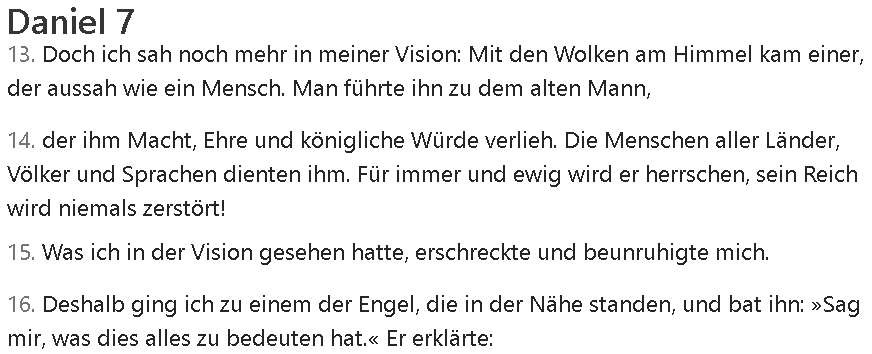 Daniel 7
13. Doch ich sah noch mehr in meiner Vision: Mit den Wolken am Himmel kam einer,
der aussah wie ein Mensch. Man führte ihn zu dem alten Mann,
14. der ihm Macht, Ehre und königliche Würde verlieh. Die Menschen aller Länder,
Völker und Sprachen dienten ihm. Für immer und ewig wird er herrschen, sein Reich
wird niemals zerstört!
15. Was ich in der Vision gesehen hatte, erschreckte und beunruhigte mich.
16. Deshalb ging ich zu einem der Engel, die in der Nähe standen, und bat ihn: »Sag
mir, was dies alles zu bedeuten hat.« Er erklärte: